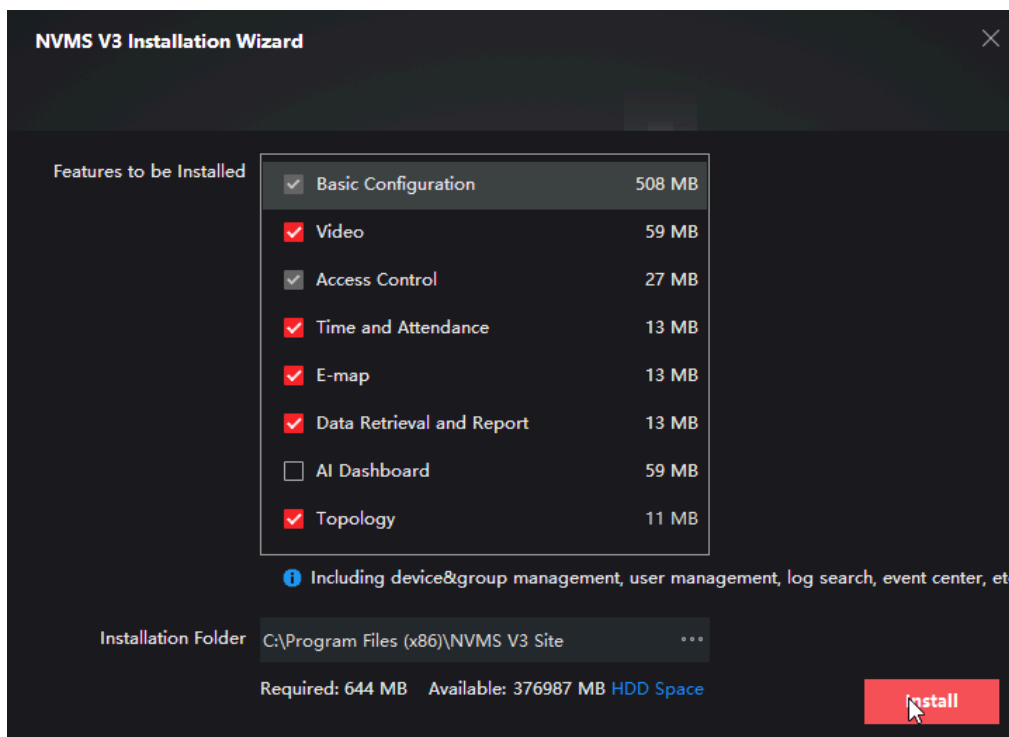 NVMS V3 Installation Wizard
Features to be Installed
Basic Configuration 508 MB
Video 59 MB
Access Control 27 MB
Time and Attendance 13 MB
E-map 13 MB
Data Retrieval and Report 13 MB
AI Dashboard 59 MB
Topology 11 MB
Including device&group management, user management, log search, event center, et
Installation Folder C:\Program Files (x86)\NVMS V3 Site
Required: 644 MB Available: 376987 MB HDD Space
Install